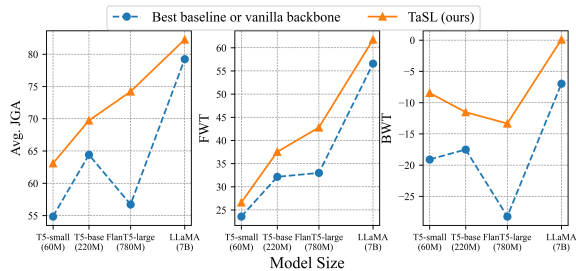 Best baseline or vanilla backbone
TaSL (ours)
Avg. JGA
80
75
70
65
60
55
T5-small (60M)
T5-base (220M)
FlanT5-large (780M)
LLaMA (7B)
FWT
60
55
50
45
40
35
30
25
T5-small (60M)
T5-base (220M)
FlanT5-large (780M)
LLaMA (7B)
BWT
0
−5
−10
−15
−20
−25
T5-small (60M)
T5-base (220M)
FlanT5-large (780M)
LLaMA (7B)
Model Size